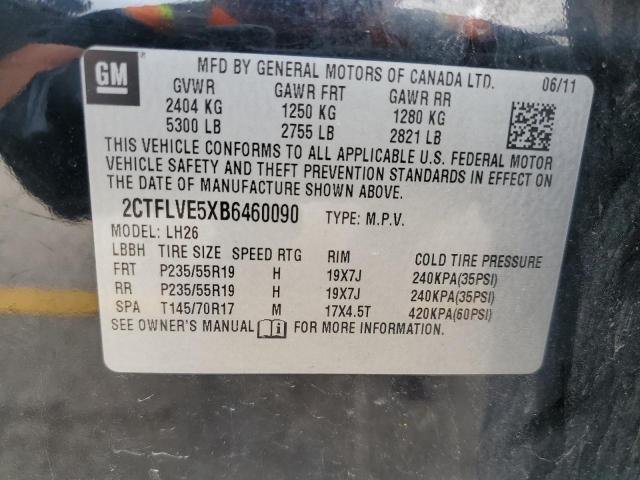 GM
MFD BY GENERAL MOTORS OF CANADA LTD. 06/11
GVWR GAWR FRT GAWR RR
2404 KG 1250 KG 1280 KG
5300 LB 2755 LB 2821 LB
THIS VEHICLE CONFORMS TO ALL APPLICABLE U.S. FEDERAL MOTOR
VEHICLE SAFETY AND THEFT PREVENTION STANDARDS IN EFFECT ON
THE DATE OF MANUFACTURE SHOWN ABOVE.
2CTFLVE5XB6460090 TYPE: M.P.V.
MODEL: LH26
LBBH TIRE SIZE SPEED RTG RIM COLD TIRE PRESSURE
FRT P235/55R19 H 19X7J 240KPA(35PSI)
RR P235/55R19 H 19X7J 240KPA(35PSI)
SPA T145/70R17 M 17X4.5T 420KPA(60PSI)
SEE OWNER'S MANUAL FOR MORE INFORMATION.